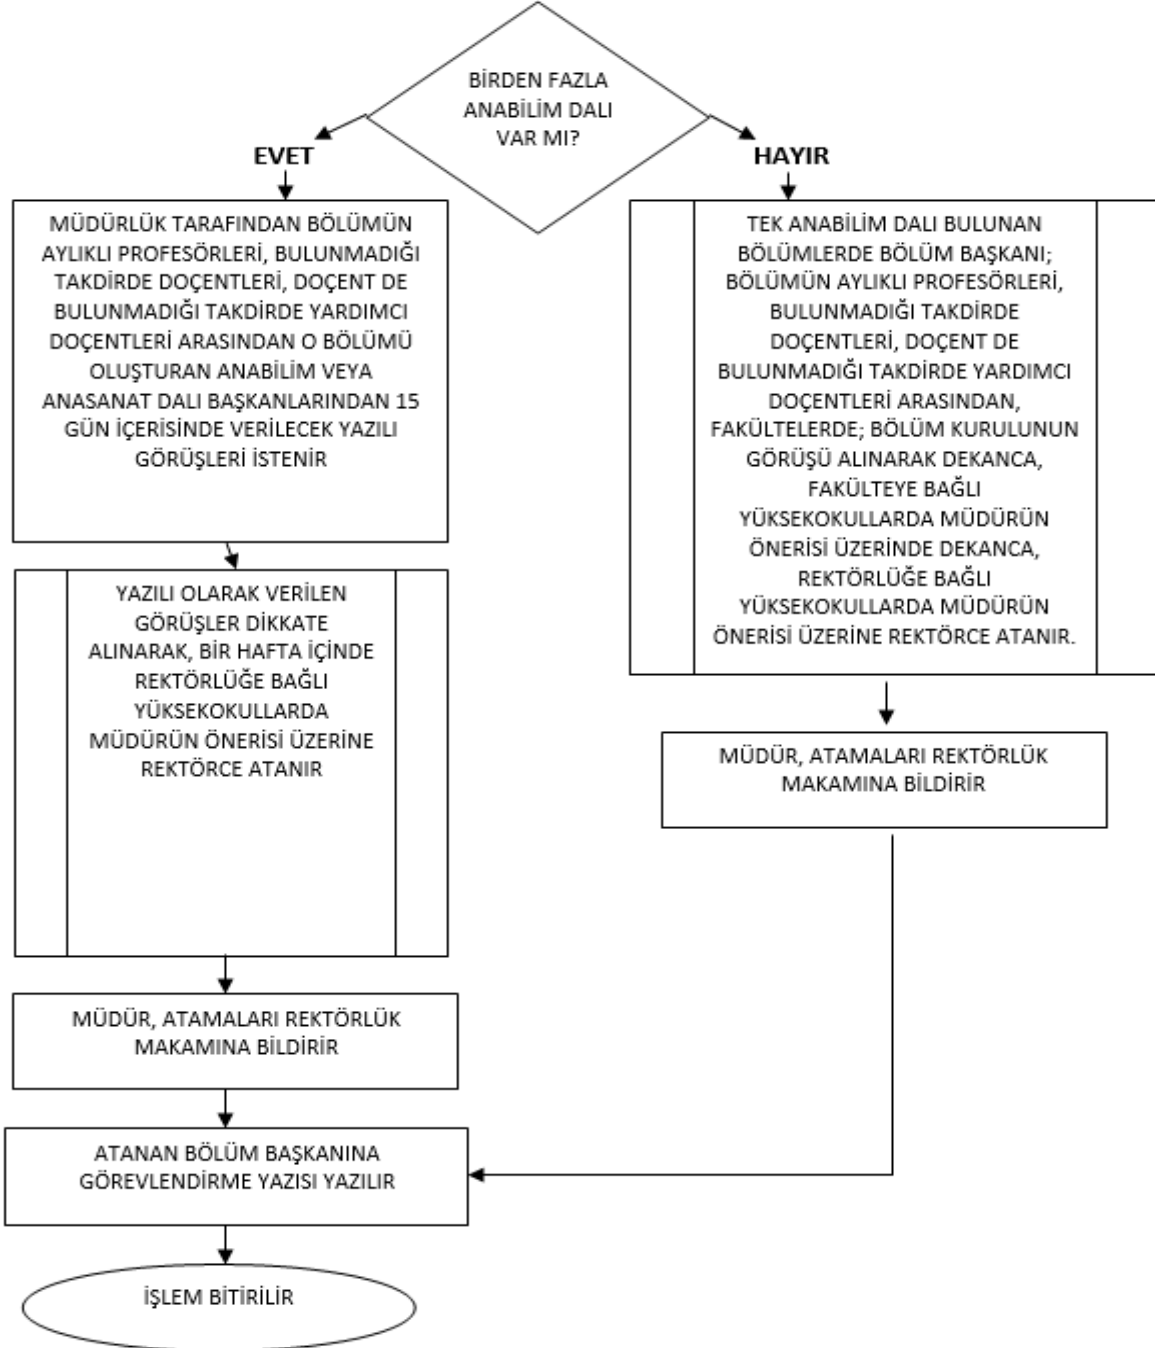 BİRDEN FAZLA
ANABİLİM DALI
VAR MI?
EVET
HAYIR
MÜDÜRLÜK TARAFINDAN BÖLÜMÜN
AYLIKLI PROFESÖRLERİ, BULUNMADIĞI
TAKDİRDE DOÇENTLERİ, DOÇENT DE
BULUNMADIĞI TAKDİRDE YARDIMCI
DOÇENTLERİ ARASINDAN O BÖLÜMÜ
OLUŞTURAN ANABİLİM VEYA
ANASANAT DALI BAŞKANLARINDAN 15
GÜN İÇERİSİNDE VERİLECEK YAZILI
GÖRÜŞLERİ İSTENİR
YAZILI OLARAK VERİLEN
GÖRÜŞLER DİKKATE
ALINARAK, BİR HAFTA İÇİNDE
REKTÖRLÜĞE BAĞLI
YÜKSEKOKULLARDA
MÜDÜRÜN ÖNERİSİ ÜZERİNE
REKTÖRCE ATANIR
TEK ANABİLİM DALI BULUNAN
BÖLÜMLERDE BÖLÜM BAŞKANI;
BÖLÜMÜN AYLIKLI PROFESÖRLERİ,
BULUNMADIĞI TAKDİRDE
DOÇENTLERİ, DOÇENT DE
BULUNMADIĞI TAKDİRDE YARDIMCI
DOÇENTLERİ ARASINDAN,
FAKÜLTELERDE; BÖLÜM KURULUNUN
GÖRÜŞÜ ALINARAK DEKANCA,
FAKÜLTEYE BAĞLI
YÜKSEKOKULLARDA MÜDÜRÜN
ÖNERİSİ ÜZERİNDE DEKANCA,
REKTÖRLÜĞE BAĞLI
YÜKSEKOKULLARDA MÜDÜRÜN
ÖNERİSİ ÜZERİNE REKTÖRCE ATANIR.
MÜDÜR, ATAMALARI REKTÖRLÜK
MAKAMINA BİLDİRİR
MÜDÜR, ATAMALARI REKTÖRLÜK
MAKAMINA BİLDİRİR
ATANAN BÖLÜM BAŞKANINA
GÖREVLENDİRME YAZISI YAZILIR
İŞLEM BİTİRİLİR